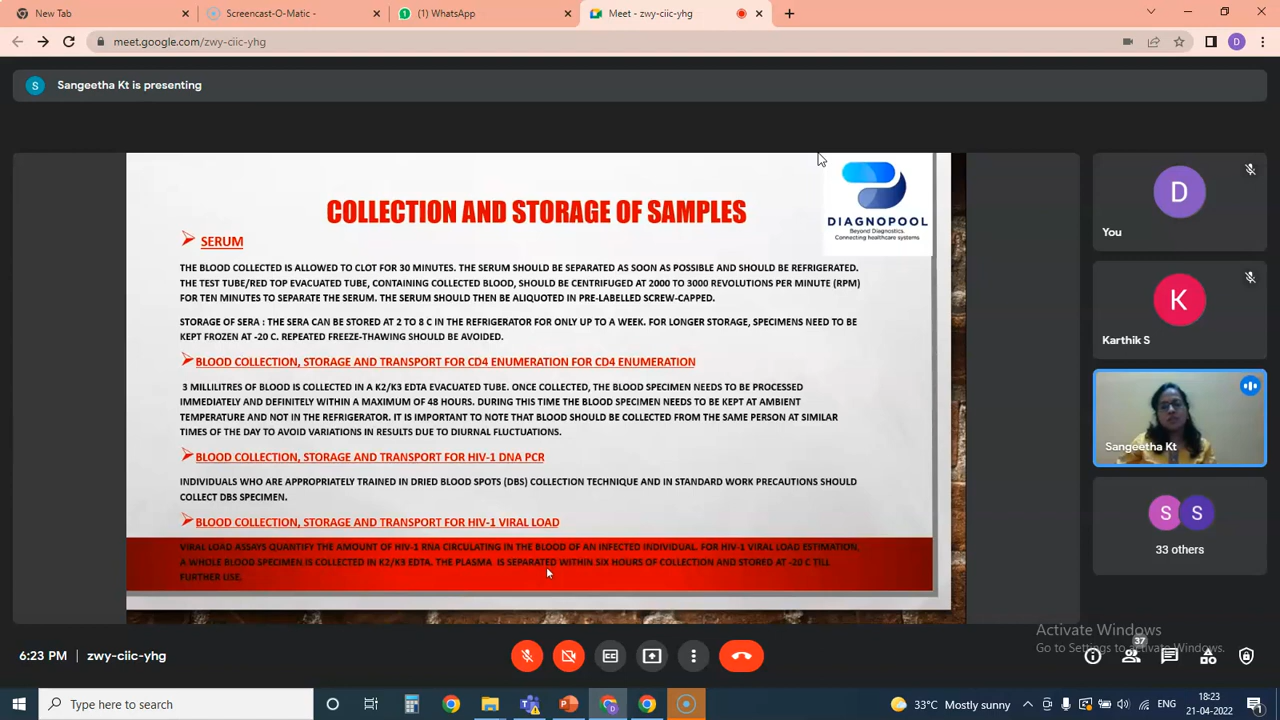 New Tab
Screencast-O-Matic
(1) WhatsApp
Meet - zwy-ciic-yhg
meet.google.com/zwy-ciic-yhg
D
S
Sangeetha Kt is presenting
COLLECTION AND STORAGE OF SAMPLES
DIAGNOPOOL
Beyond Diagnostics.
Connecting healthcare systems
SERUM
THE BLOOD COLLECTED IS ALLOWED TO CLOT FOR 30 MINUTES. THE SERUM SHOULD BE SEPARATED AS SOON AS POSSIBLE AND SHOULD BE REFRIGERATED.
THE TEST TUBE/RED TOP EVACUATED TUBE, CONTAINING COLLECTED BLOOD, SHOULD BE CENTRIFUGED AT 2000 TO 3000 REVOLUTIONS PER MINUTE (RPM)
FOR TEN MINUTES TO SEPARATE THE SERUM. THE SERUM SHOULD THEN BE ALIQUOTED IN PRE-LABELLED SCREW-CAPPED.
STORAGE OF SERA : THE SERA CAN BE STORED AT 2 TO 8 C IN THE REFRIGERATOR FOR ONLY UP TO A WEEK. FOR LONGER STORAGE, SPECIMENS NEED TO BE
KEPT FROZEN AT -20 C. REPEATED FREEZE-THAWING SHOULD BE AVOIDED.
BLOOD COLLECTION, STORAGE AND TRANSPORT FOR CD4 ENUMERATION FOR CD4 ENUMERATION
3 MILLILITRES OF BLOOD IS COLLECTED IN A K2/K3 EDTA EVACUATED TUBE. ONCE COLLECTED, THE BLOOD SPECIMEN NEEDS TO BE PROCESSED
IMMEDIATELY AND DEFINITELY WITHIN A MAXIMUM OF 48 HOURS. DURING THIS TIME THE BLOOD SPECIMEN NEEDS TO BE KEPT AT AMBIENT
TEMPERATURE AND NOT IN THE REFRIGERATOR. IT IS IMPORTANT TO NOTE THAT BLOOD SHOULD BE COLLECTED FROM THE SAME PERSON AT SIMILAR
TIMES OF THE DAY TO AVOID VARIATIONS IN RESULTS DUE TO DIURNAL FLUCTUATIONS.
BLOOD COLLECTION, STORAGE AND TRANSPORT FOR HIV-1 DNA PCR
INDIVIDUALS WHO ARE APPROPRIATELY TRAINED IN DRIED BLOOD SPOTS (DBS) COLLECTION TECHNIQUE AND IN STANDARD WORK PRECAUTIONS SHOULD
COLLECT DBS SPECIMEN.
BLOOD COLLECTION, STORAGE AND TRANSPORT FOR HIV-1 VIRAL LOAD
VIRAL LOAD ASSAYS QUANTIFY THE AMOUNT OF HIV-1 RNA CIRCULATING IN THE BLOOD OF AN INFECTED INDIVIDUAL. FOR HIV-1 VIRAL LOAD ESTIMATION,
A WHOLE BLOOD SPECIMEN IS COLLECTED IN K2/K3 EDTA. THE PLASMA IS SEPARATED WITHIN SIX HOURS OF COLLECTION AND STORED AT -20 C TILL
FURTHER USE.
D
You
K
Karthik S
Sangeetha Kt
S S
33 others
Activate Windows
Go to Settings to activate Windows.
6:23 PM
zwy-ciic-yhg
37
Type here to search
33°C Mostly sunny
ENG
18:23
21-04-2022